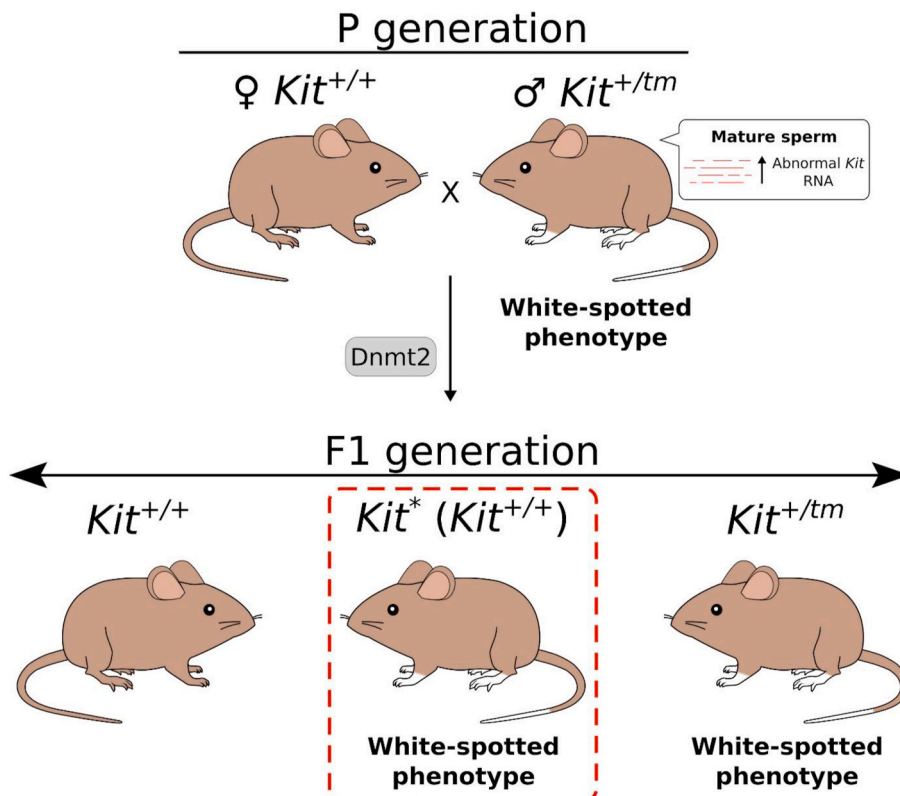 P generation
♀ Kit+/+
♂ Kit+/tm
Mature sperm
Abnormal Kit
RNA
X
White-spotted
phenotype
Dnmt2
F1 generation
Kit+/+
Kit* (Kit+/+)
Kit+/tm
White-spotted
phenotype
White-spotted
phenotype